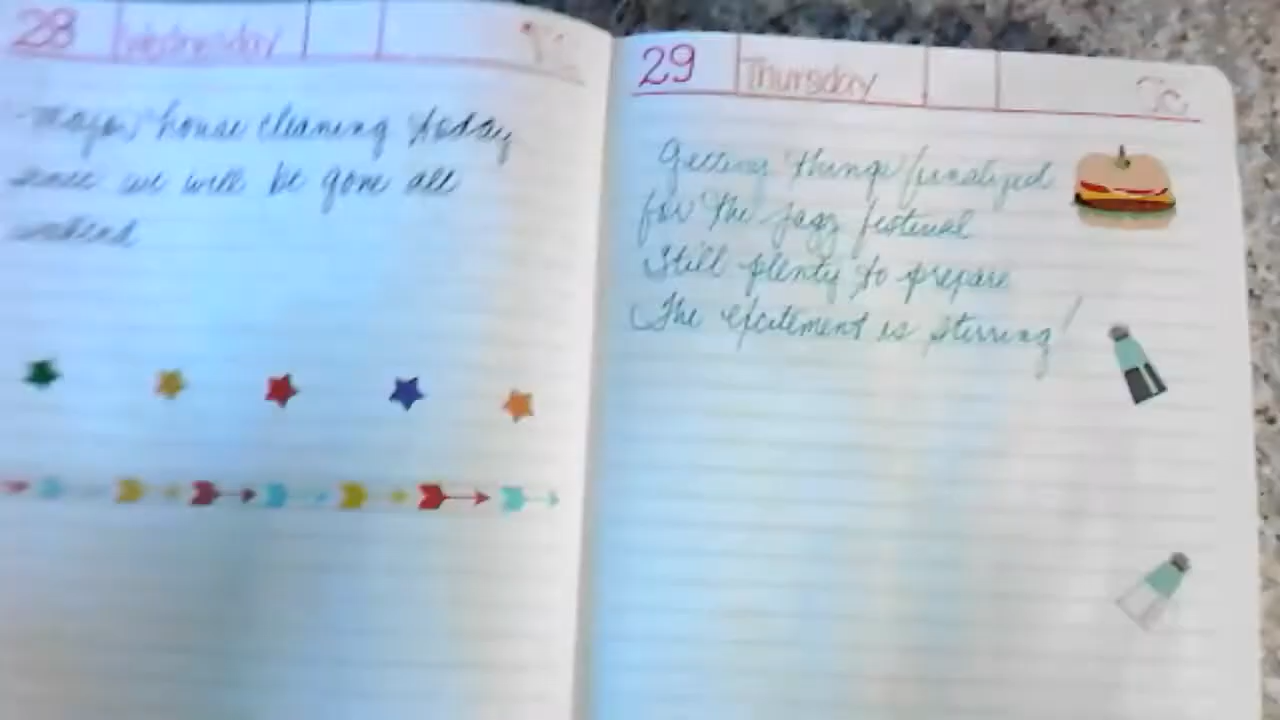 28 Wednesday °C
major house cleaning today
since we will be gone all
weekend
29 Thursday °C
Getting things finalized
for the jazz festival
Still plenty to prepare
The excitement is stirring!